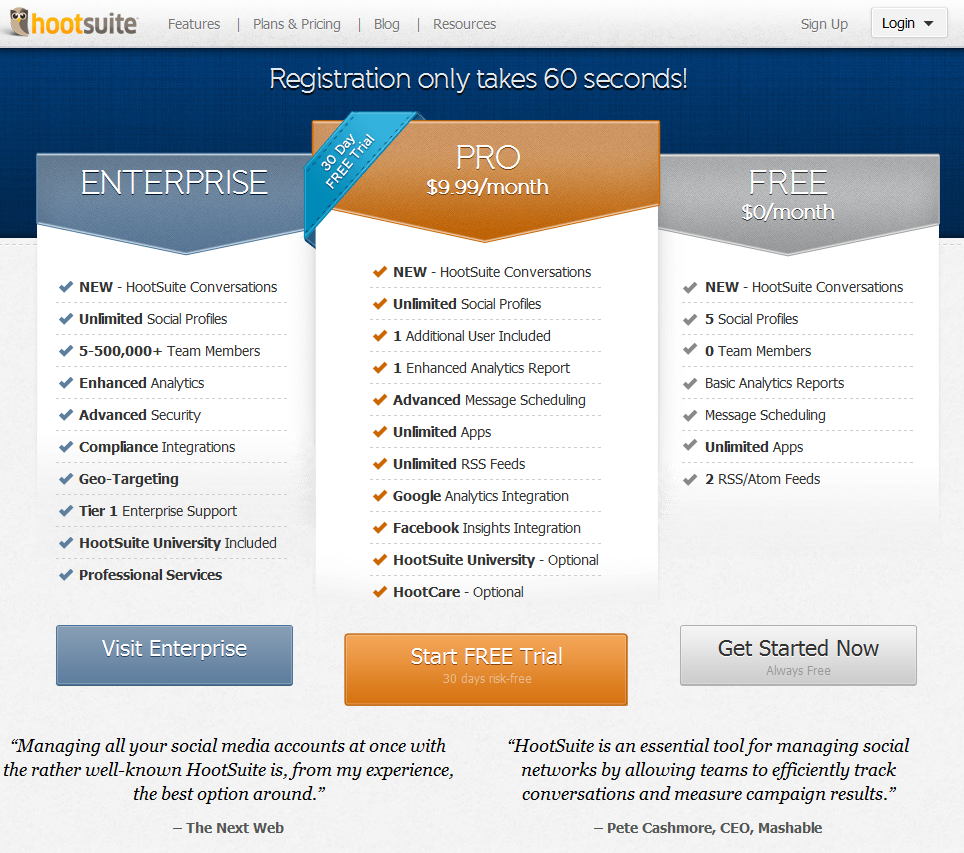 hootsuite
Features | Plans & Pricing | Blog | Resources
Sign Up
Login
Registration only takes 60 seconds!
ENTERPRISE
NEW - HootSuite Conversations
Unlimited Social Profiles
5-500,000+ Team Members
Enhanced Analytics
Advanced Security
Compliance Integrations
Geo-Targeting
Tier 1 Enterprise Support
HootSuite University Included
Professional Services
Visit Enterprise
30 Day
FREE Trial
PRO
$9.99/month
NEW - HootSuite Conversations
Unlimited Social Profiles
1 Additional User Included
1 Enhanced Analytics Report
Advanced Message Scheduling
Unlimited Apps
Unlimited RSS Feeds
Google Analytics Integration
Facebook Insights Integration
HootSuite University - Optional
HootCare - Optional
Start FREE Trial
30 days risk-free
FREE
$0/month
NEW - HootSuite Conversations
5 Social Profiles
0 Team Members
Basic Analytics Reports
Message Scheduling
Unlimited Apps
2 RSS/Atom Feeds
Get Started Now
Always Free
“Managing all your social media accounts at once with
the rather well-known HootSuite is, from my experience,
the best option around.”
– The Next Web
“HootSuite is an essential tool for managing social
networks by allowing teams to efficiently track
conversations and measure campaign results.”
– Pete Cashmore, CEO, Mashable